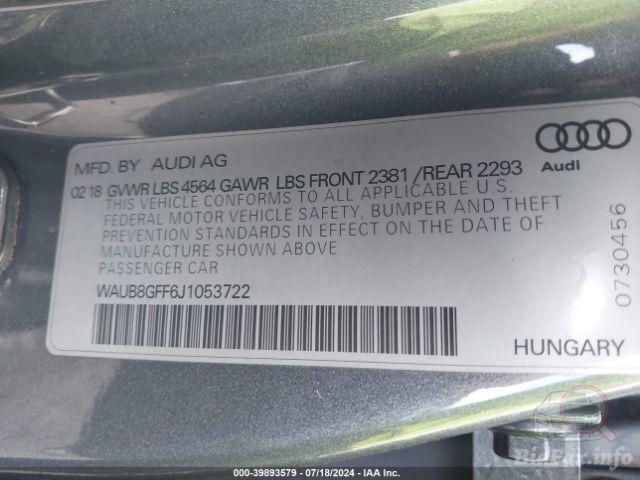 MFD. BY AUDI AG
Audi
02 18 GVWR LBS 4564 GAWR LBS FRONT 2381 /REAR 2293
THIS VEHICLE CONFORMS TO ALL APPLICABLE U.S.
FEDERAL MOTOR VEHICLE SAFETY, BUMPER AND THEFT
PREVENTION STANDARDS IN EFFECT ON THE DATE OF
MANUFACTURE SHOWN ABOVE
PASSENGER CAR
WAUB8GFF6J1053722
0730456
HUNGARY
BidFax.info
000-39893579 - 07/18/2024 - IAA Inc.